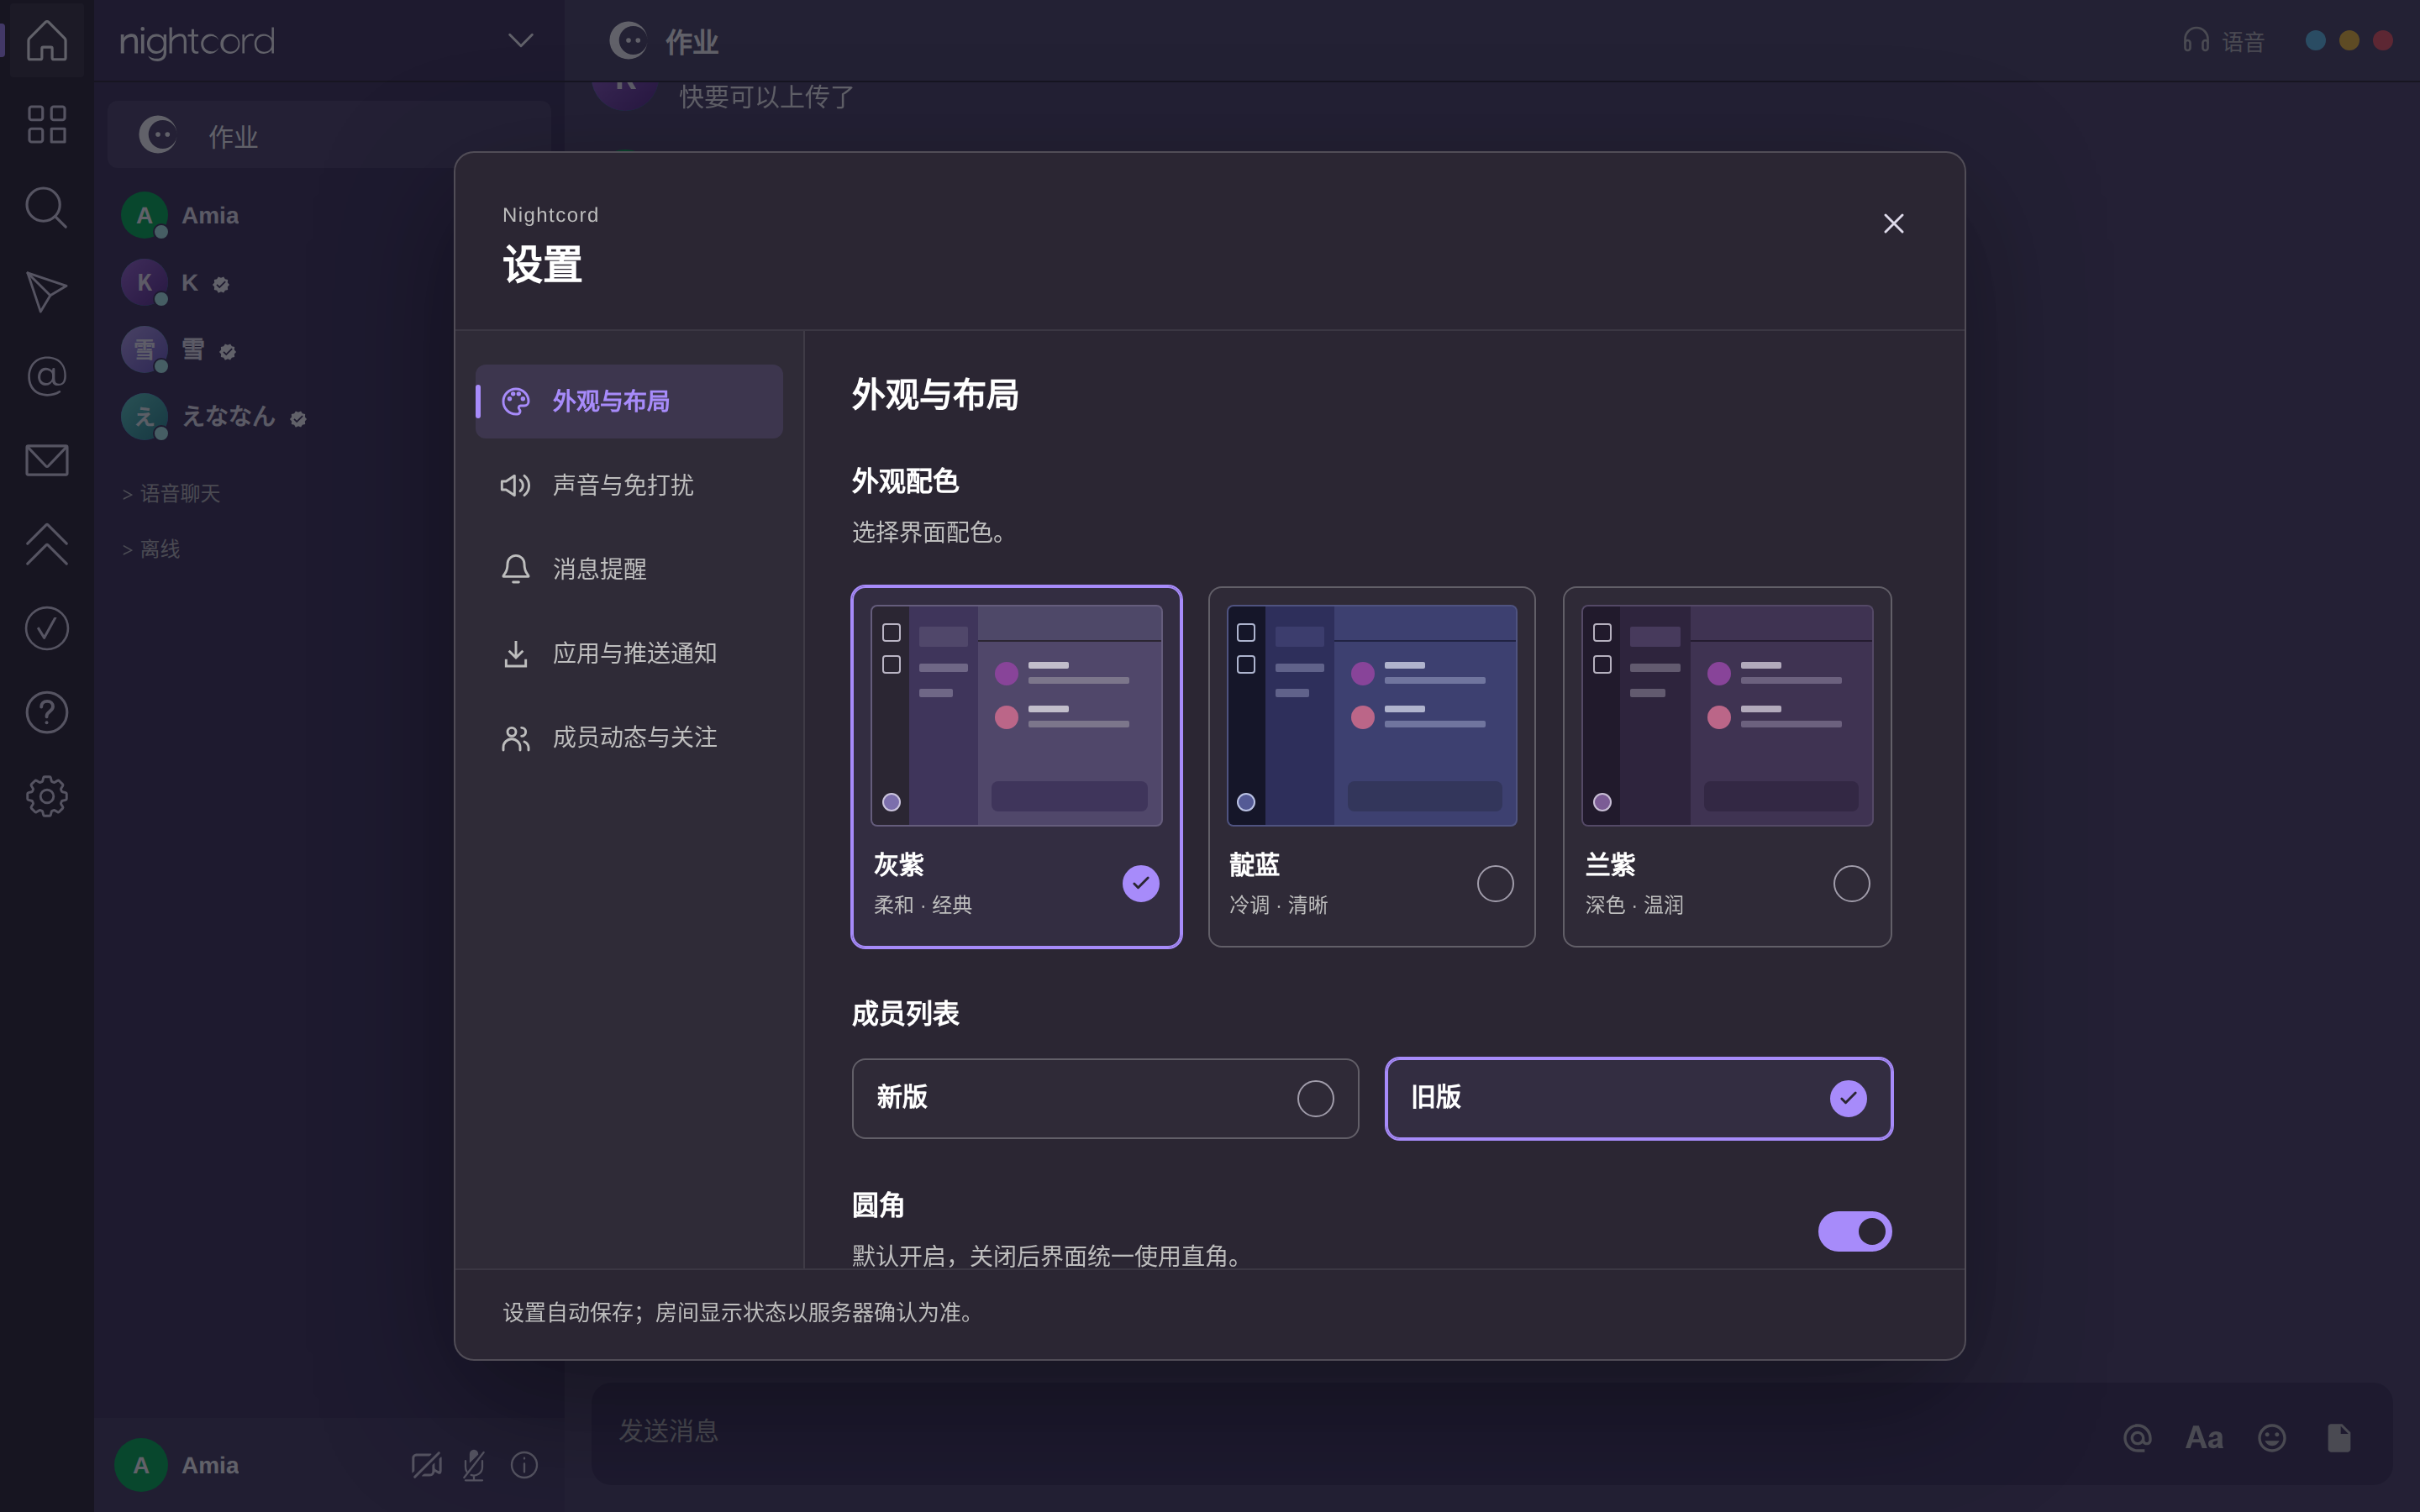 nightcord
作业
语音
作业
快要可以上传了
A Amia
K K
雪 雪
え えななん
> 语音聊天
> 离线
Nightcord
设置
外观与布局
声音与免打扰
消息提醒
应用与推送通知
成员动态与关注
外观与布局
外观配色
选择界面配色。
灰紫
柔和 · 经典
靛蓝
冷调 · 清晰
兰紫
深色 · 温润
成员列表
新版
旧版
圆角
默认开启，关闭后界面统一使用直角。
设置自动保存；房间显示状态以服务器确认为准。
发送消息
Aa
A Amia